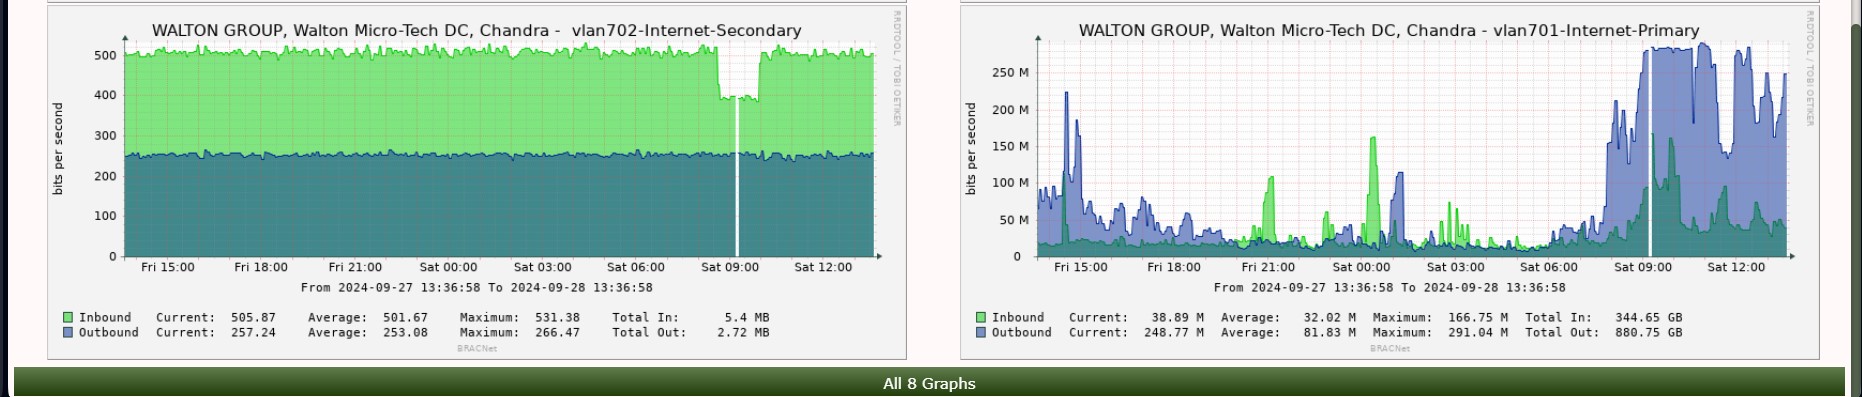 WALTON GROUP, Walton Micro-Tech DC, Chandra - vlan702-Internet-Secondary
RRDTOOL / TOBI OETIKER
bits per second
500
400
300
200
100
0
Fri 15:00 Fri 18:00 Fri 21:00 Sat 00:00 Sat 03:00 Sat 06:00 Sat 09:00 Sat 12:00
From 2024-09-27 13:36:58 To 2024-09-28 13:36:58
Inbound Current: 505.87 Average: 501.67 Maximum: 531.38 Total In: 5.4 MB
Outbound Current: 257.24 Average: 253.08 Maximum: 266.47 Total Out: 2.72 MB
BRACNet
WALTON GROUP, Walton Micro-Tech DC, Chandra - vlan701-Internet-Primary
RRDTOOL / TOBI OETIKER
bits per second
250 M
200 M
150 M
100 M
50 M
0
Fri 15:00 Fri 18:00 Fri 21:00 Sat 00:00 Sat 03:00 Sat 06:00 Sat 09:00 Sat 12:00
From 2024-09-27 13:36:58 To 2024-09-28 13:36:58
Inbound Current: 38.89 M Average: 32.02 M Maximum: 166.75 M Total In: 344.65 GB
Outbound Current: 248.77 M Average: 81.83 M Maximum: 291.04 M Total Out: 880.75 GB
BRACNet
All 8 Graphs